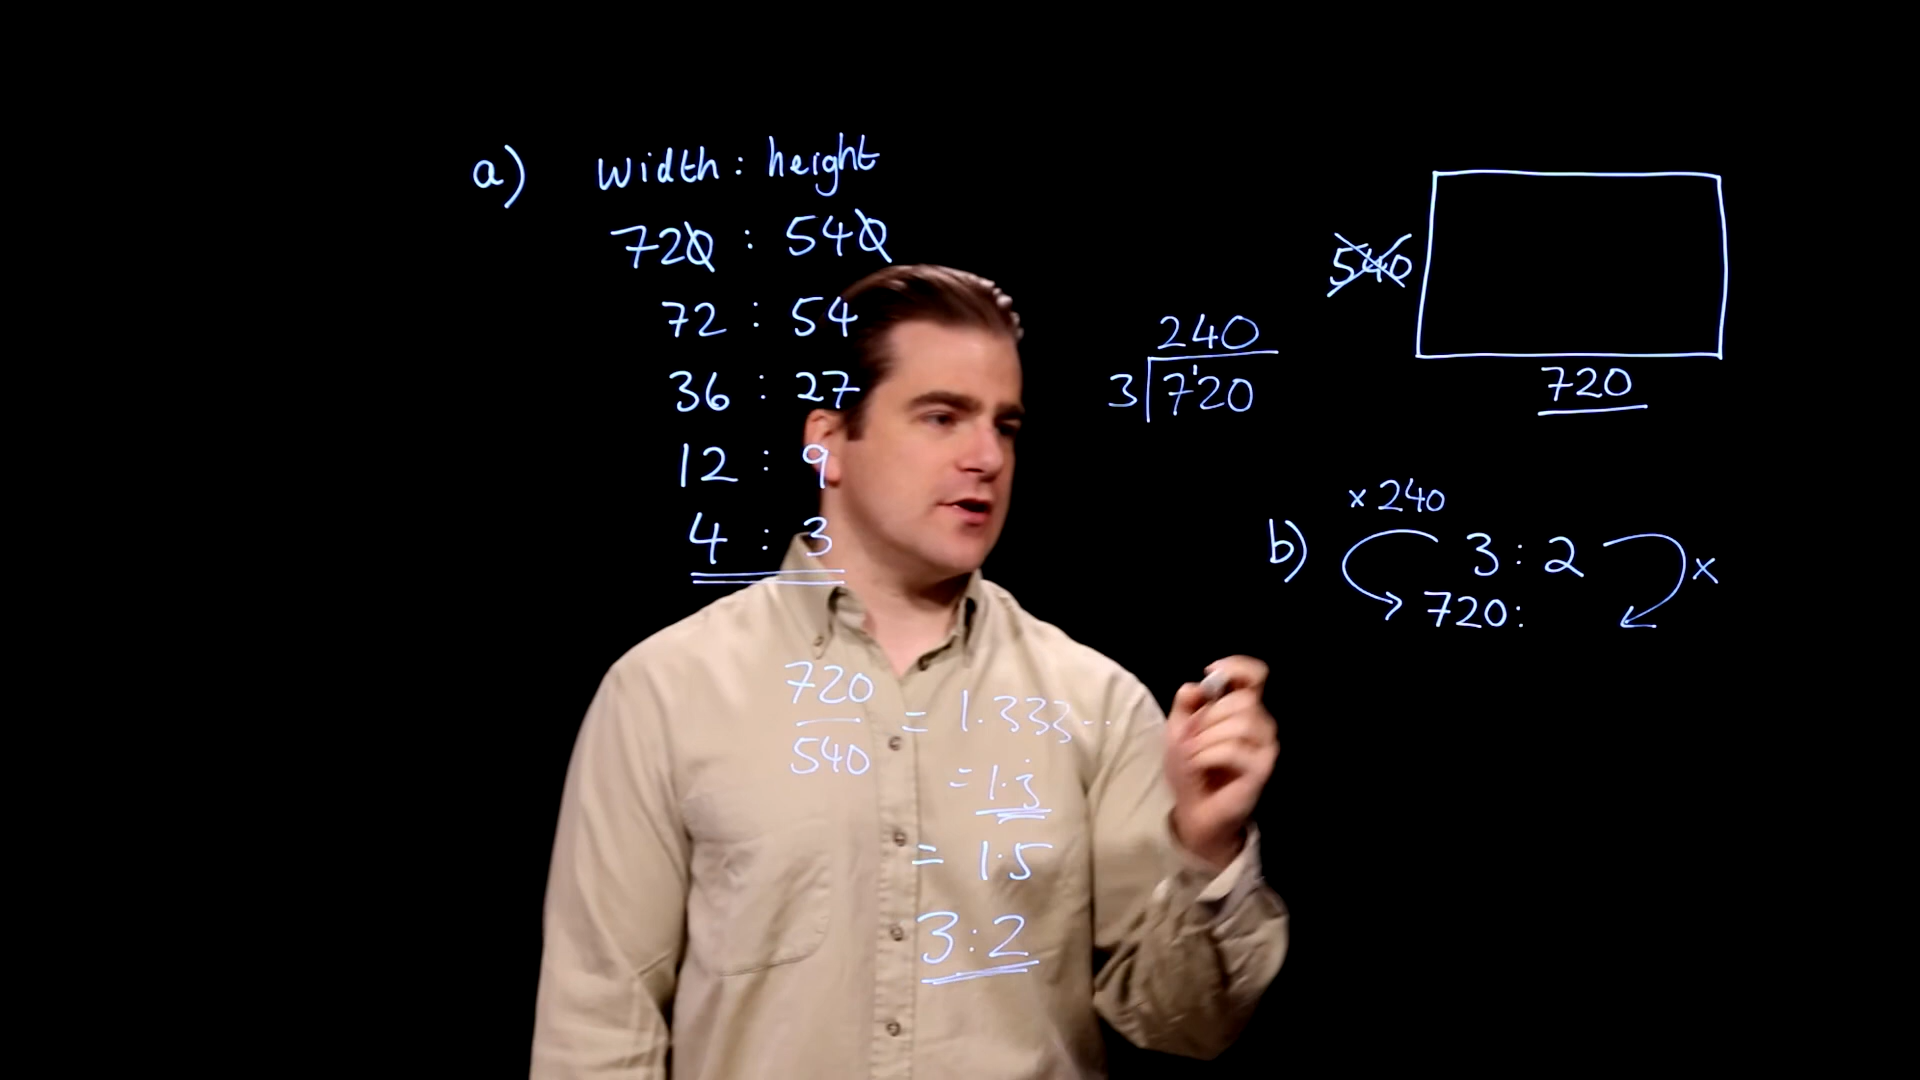 a) width : height
720 : 540
72 : 54
36 : 27
12 : 9
4 : 3
720
540
= 1.333..
= 1.3̇
= 1.5
3:2
240
3 7¹20
540
720
b)
x 240
3 : 2
x
720: